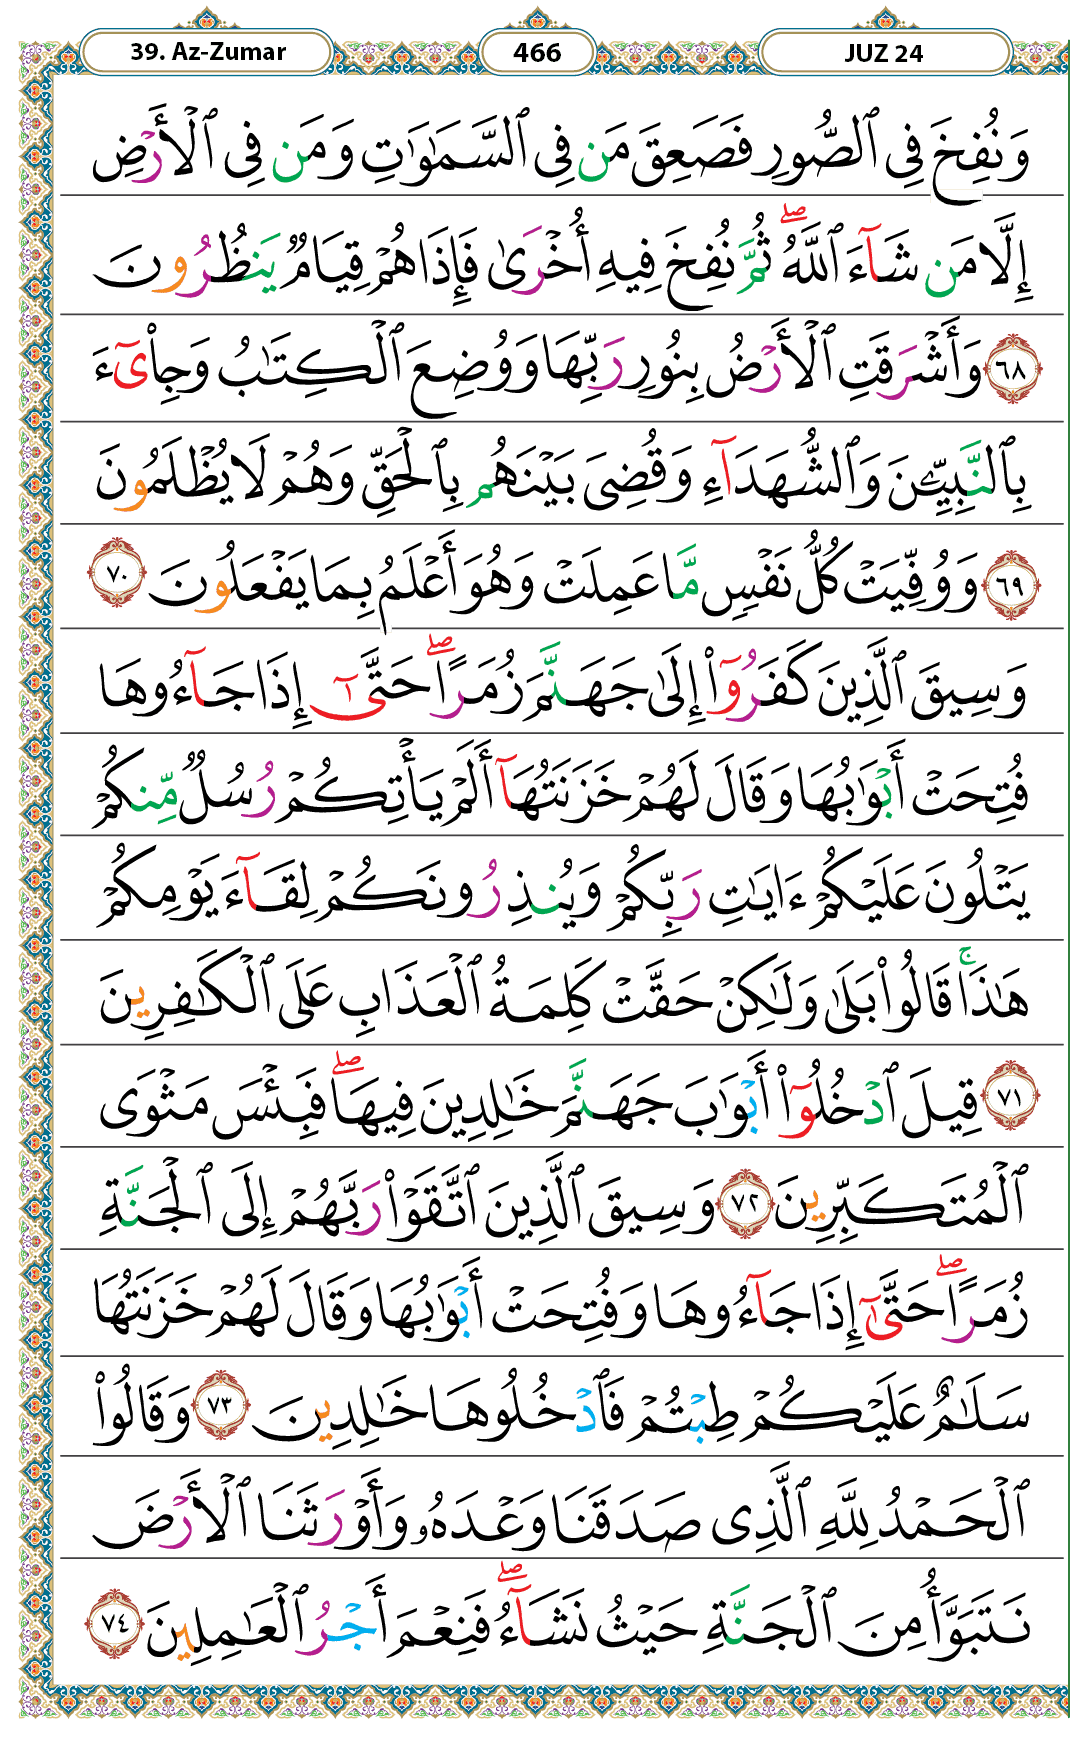 39. Az-Zumar 466 JUZ 24
وَنُفِخَ فِي ٱلصُّورِ فَصَعِقَ مَن فِي ٱلسَّمَٰوَٰتِ وَمَن فِي ٱلْأَرْضِ
إِلَّا مَن شَآءَ ٱللَّهُ ۖ ثُمَّ نُفِخَ فِيهِ أُخْرَىٰ فَإِذَا هُمْ قِيَامٌ يَنظُرُونَ
٦٨ وَأَشْرَقَتِ ٱلْأَرْضُ بِنُورِ رَبِّهَا وَوُضِعَ ٱلْكِتَٰبُ وَجِا۟ىٓءَ
بِٱلنَّبِيِّـۧنَ وَٱلشُّهَدَآءِ وَقُضِيَ بَيْنَهُم بِٱلْحَقِّ وَهُمْ لَا يُظْلَمُونَ
٦٩ وَوُفِّيَتْ كُلُّ نَفْسٍ مَّا عَمِلَتْ وَهُوَ أَعْلَمُ بِمَا يَفْعَلُونَ ٧٠
وَسِيقَ ٱلَّذِينَ كَفَرُوٓا۟ إِلَىٰ جَهَنَّمَ زُمَرًا ۖ حَتَّىٰٓ إِذَا جَآءُوهَا
فُتِحَتْ أَبْوَٰبُهَا وَقَالَ لَهُمْ خَزَنَتُهَآ أَلَمْ يَأْتِكُمْ رُسُلٌ مِّنكُمْ
يَتْلُونَ عَلَيْكُمْ ءَايَٰتِ رَبِّكُمْ وَيُنذِرُونَكُمْ لِقَآءَ يَوْمِكُمْ
هَٰذَا ۚ قَالُوا۟ بَلَىٰ وَلَٰكِنْ حَقَّتْ كَلِمَةُ ٱلْعَذَابِ عَلَى ٱلْكَٰفِرِينَ
٧١ قِيلَ ٱدْخُلُوٓا۟ أَبْوَٰبَ جَهَنَّمَ خَٰلِدِينَ فِيهَا ۖ فَبِئْسَ مَثْوَى
ٱلْمُتَكَبِّرِينَ ٧٢ وَسِيقَ ٱلَّذِينَ ٱتَّقَوْا۟ رَبَّهُمْ إِلَى ٱلْجَنَّةِ
زُمَرًا ۖ حَتَّىٰٓ إِذَا جَآءُوهَا وَفُتِحَتْ أَبْوَٰبُهَا وَقَالَ لَهُمْ خَزَنَتُهَا
سَلَٰمٌ عَلَيْكُمْ طِبْتُمْ فَٱدْخُلُوهَا خَٰلِدِينَ ٧٣ وَقَالُوا۟
ٱلْحَمْدُ لِلَّهِ ٱلَّذِى صَدَقَنَا وَعْدَهُۥ وَأَوْرَثَنَا ٱلْأَرْضَ
نَتَبَوَّأُ مِنَ ٱلْجَنَّةِ حَيْثُ نَشَآءُ ۖ فَنِعْمَ أَجْرُ ٱلْعَٰمِلِينَ ٧٤